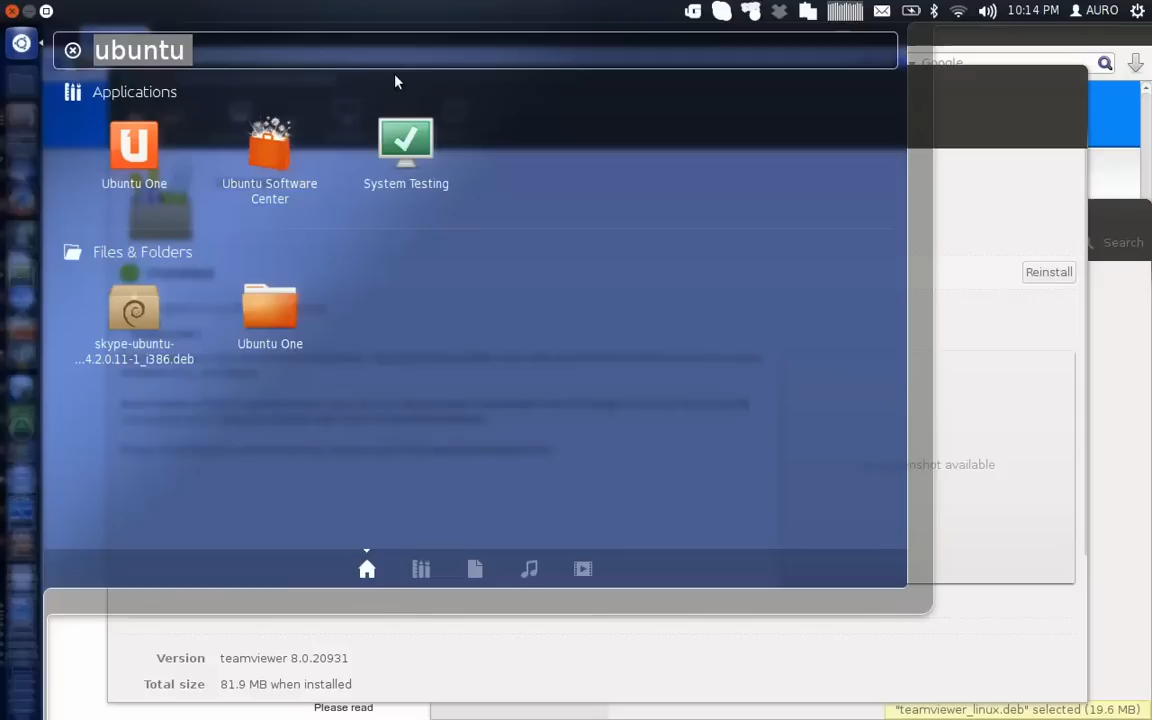 10:14 PM
AURO
ubuntu
Google
Applications
Ubuntu One
Ubuntu Software
Center
System Testing
Search
Files & Folders
Reinstall
skype-ubuntu-
...4.2.0.11-1_i386.deb
Ubuntu One
shot available
Version teamviewer 8.0.20931
Total size 81.9 MB when installed
Please read
"teamviewer_linux.deb" selected (19.6 MB)